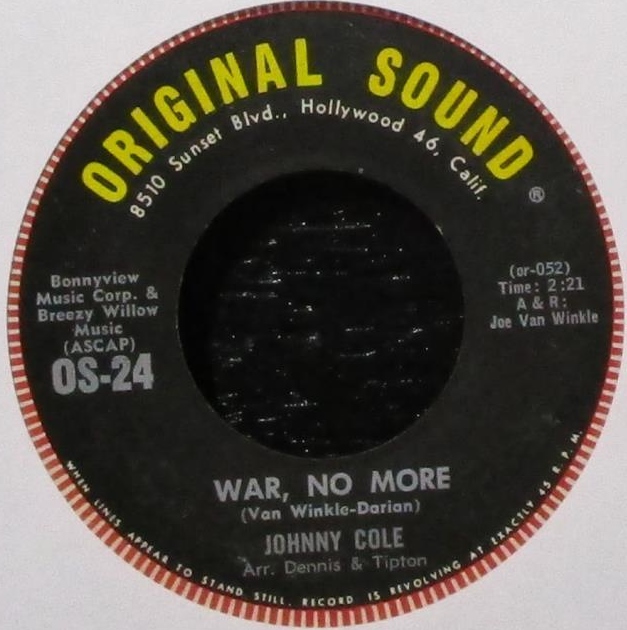 ORIGINAL SOUND
®
8510 Sunset Blvd., Hollywood 46, Calif.
Bonnyview
Music Corp. &
Breezy Willow
Music
(ASCAP)
OS-24
(or-052)
Time: 2:21
A & R:
Joe Van Winkle
WAR, NO MORE
(Van Winkle-Darian)
JOHNNY COLE
Arr. Dennis & Tipton
WHEN LINES APPEAR TO STAND STILL, RECORD IS REVOLVING AT EXACTLY 45 R.P.M.